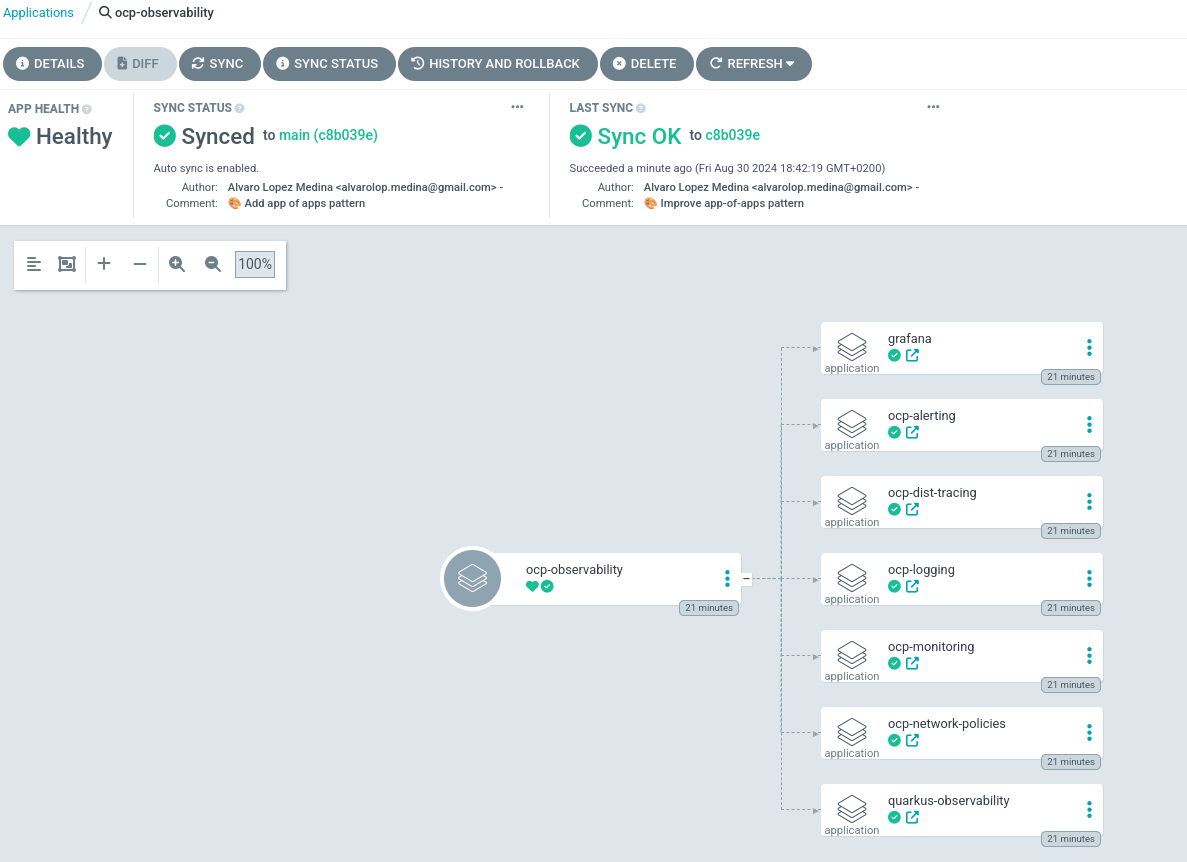 Applications / ocp-observability
DETAILS DIFF SYNC SYNC STATUS HISTORY AND ROLLBACK DELETE REFRESH
APP HEALTH
Healthy
SYNC STATUS
Synced to main (c8b039e)
Auto sync is enabled.
Author: Alvaro Lopez Medina <alvarolop.medina@gmail.com> -
Comment: 🎨 Add app of apps pattern
LAST SYNC
Sync OK to c8b039e
Succeeded a minute ago (Fri Aug 30 2024 18:42:19 GMT+0200)
Author: Alvaro Lopez Medina <alvarolop.medina@gmail.com> -
Comment: 🎨 Improve app-of-apps pattern
100%
ocp-observability
21 minutes
grafana
application
21 minutes
ocp-alerting
application
21 minutes
ocp-dist-tracing
application
21 minutes
ocp-logging
application
21 minutes
ocp-monitoring
application
21 minutes
ocp-network-policies
application
21 minutes
quarkus-observability
application
21 minutes